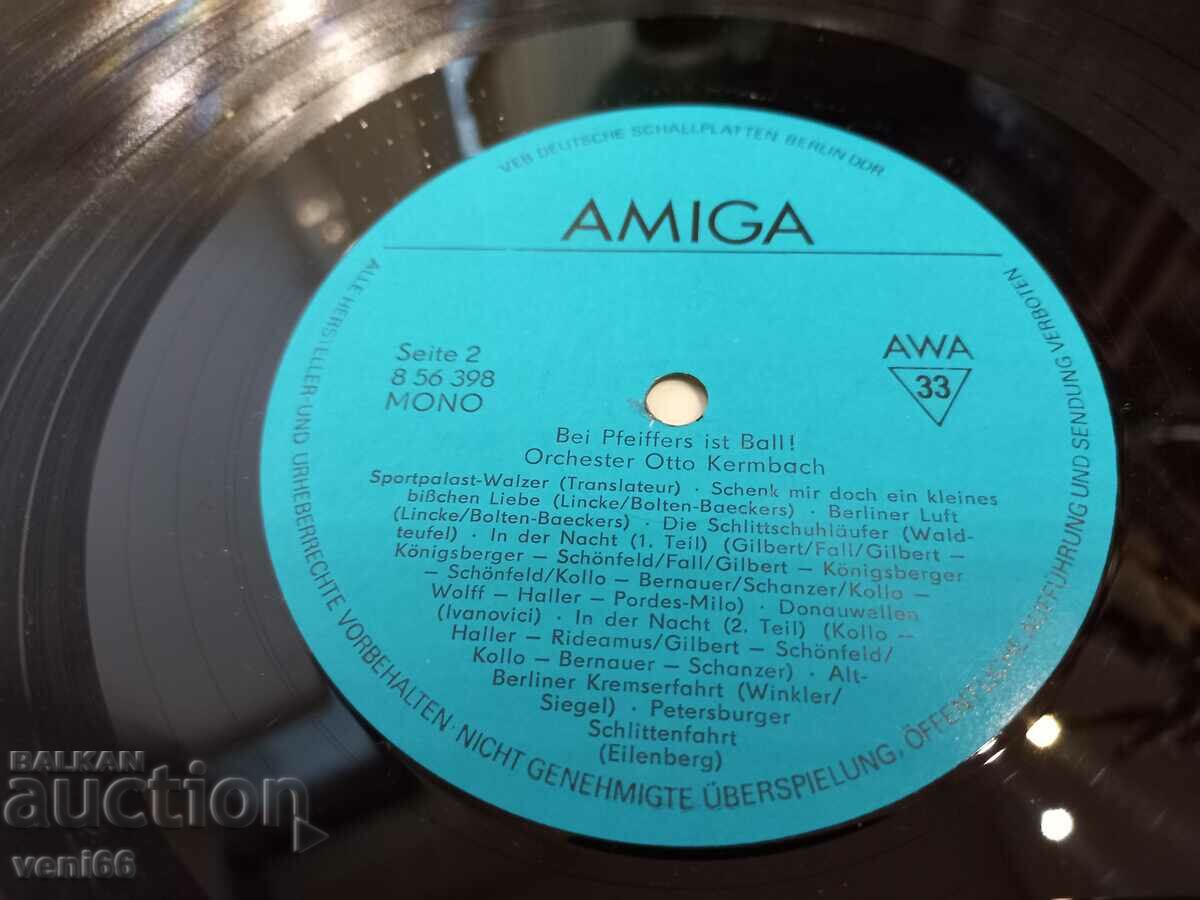 VEB DEUTSCHE SCHALLPLATTEN BERLIN DDR
AMIGA
Seite 2
8 56 398
MONO
AWA
33
Bei Pfeiffers ist Ball!
Orchester Otto Kermbach
Sportpalast-Walzer (Translateur) · Schenk mir doch ein kleines
bißchen Liebe (Lincke/Bolten-Baeckers) · Berliner Luft
(Lincke/Bolten-Baeckers) · Die Schlittschuhläufer (Wald-
teufel) · In der Nacht (1. Teil) (Gilbert/Fall/Gilbert –
Königsberger – Schönfeld/Fall/Gilbert – Königsberger
– Schönfeld/Kollo – Bernauer/Schanzer/Kollo –
Wolff – Haller – Pordes-Milo) · Donauwellen
(Ivanovici) · In der Nacht (2. Teil) (Kollo –
Haller – Rideamus/Gilbert – Schönfeld/
Kollo – Bernauer – Schanzer) · Alt-
Berliner Kremserfahrt (Winkler/
Siegel) · Petersburger
Schlittenfahrt
(Eilenberg)
ALLE HERSTELLER- UND URHEBERRECHTE VORBEHALTEN · NICHT GENEHMIGTE ÜBERSPIELUNG, ÖFFENTLICHE AUFFÜHRUNG UND SENDUNG VERBOTEN
BALKAN
auction
veni66